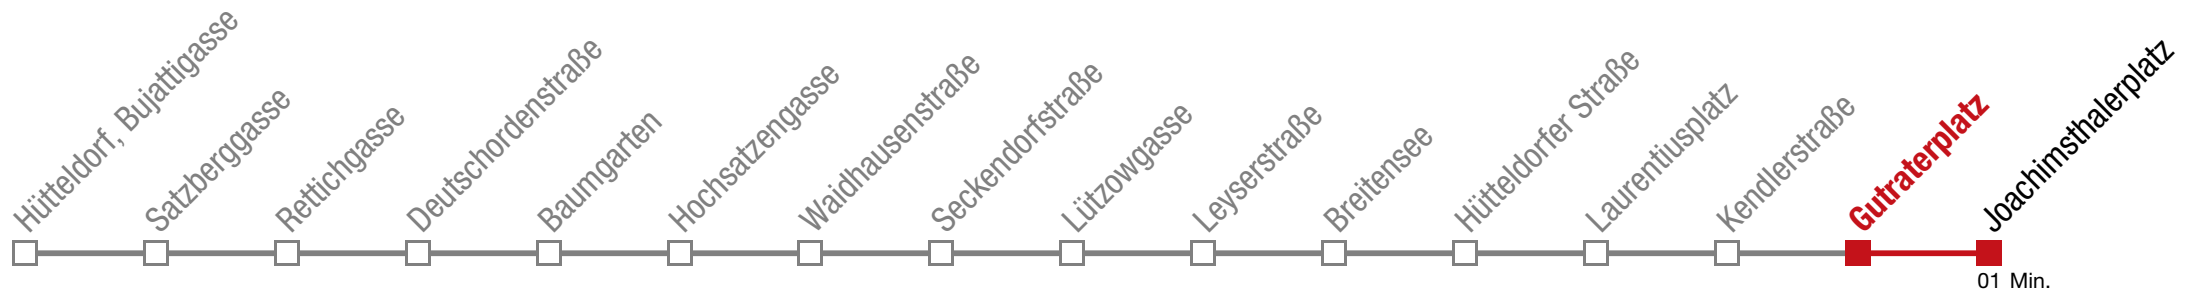 Hütteldorf, Bujattigasse
Satzberggasse
Rettichgasse
Deutschordenstraße
Baumgarten
Hochsatzengasse
Waidhausenstraße
Seckendorfstraße
Lützowgasse
Leyserstraße
Breitensee
Hütteldorfer Straße
Laurentiusplatz
Kendlerstraße
Gutraterplatz
Joachimsthalerplatz
01 Min.